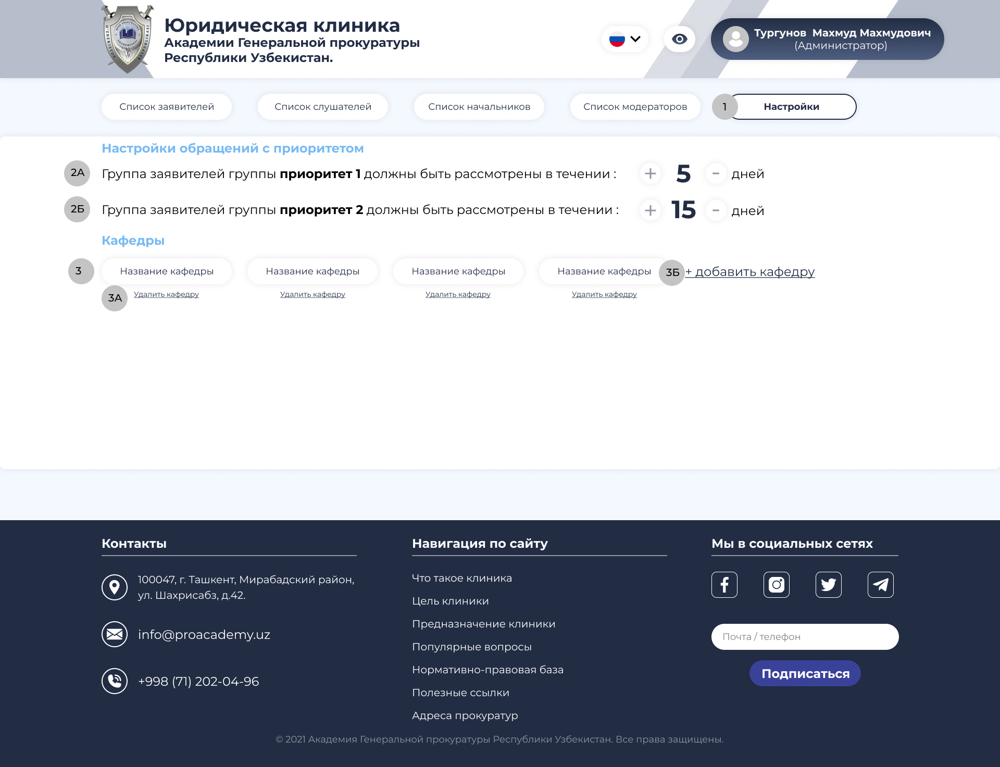 O'ZBEKISTON
BOSH PROKURATURA
RESPUBLIKASI
AKADEMIYASI
Юридическая клиника
Академии Генеральной прокуратуры
Республики Узбекистан.
Тургунов Махмуд Махмудович
(Администратор)
Список заявителей
Список слушателей
Список начальников
Список модераторов
1
Настройки
Настройки обращений с приоритетом
2А
Группа заявителей группы приоритет 1 должны быть рассмотрены в течении :
+ 5 - дней
2Б
Группа заявителей группы приоритет 2 должны быть рассмотрены в течении :
+ 15 - дней
Кафедры
3
Название кафедры
Название кафедры
Название кафедры
Название кафедры
3Б
+ добавить кафедру
3А
Удалить кафедру
Удалить кафедру
Удалить кафедру
Удалить кафедру
Контакты
100047, г. Ташкент, Мирабадский район,
ул. Шахрисабз, д.42.
info@proacademy.uz
+998 (71) 202-04-96
Навигация по сайту
Что такое клиника
Цель клиники
Предназначение клиники
Популярные вопросы
Нормативно-правовая база
Полезные ссылки
Адреса прокуратур
Мы в социальных сетях
Почта / телефон
Подписаться
© 2021 Академия Генеральной прокуратуры Республики Узбекистан. Все права защищены.